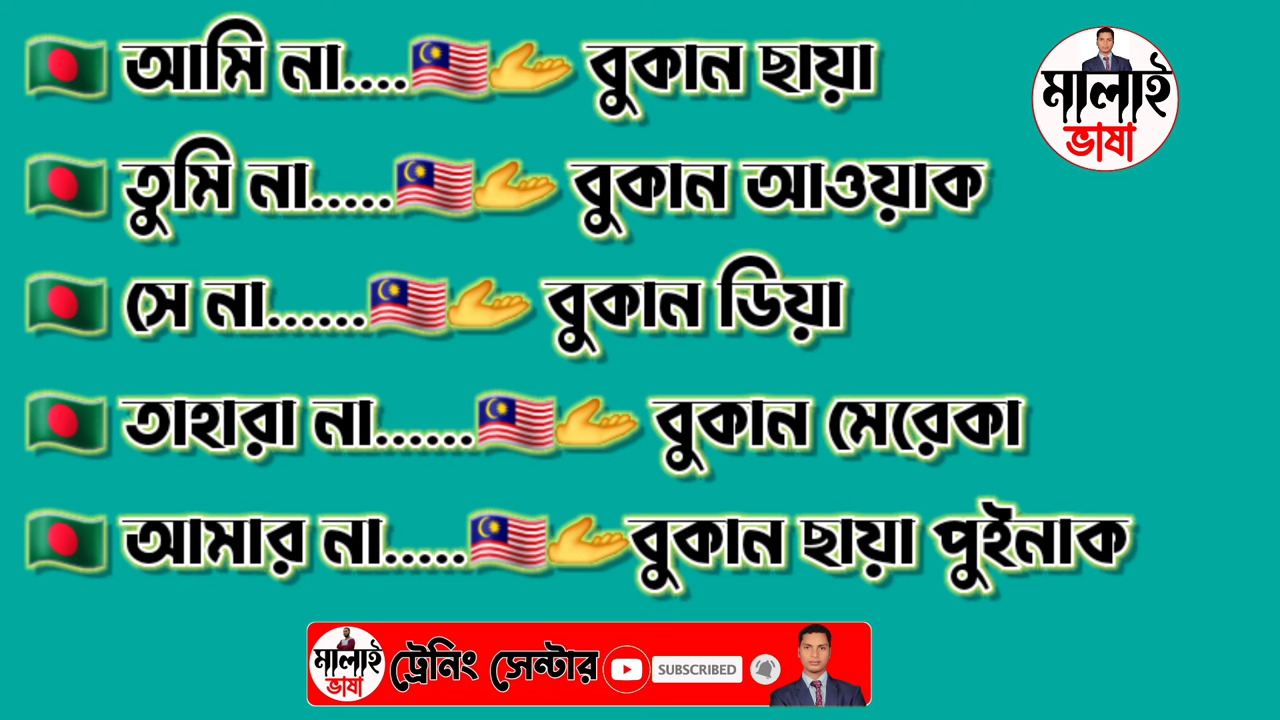 আমি না.... বুকান ছায়া
মালাই
ভাষা
তুমি না..... বুকান আওয়াক
সে না...... বুকান ডিয়া
তাহারা না...... বুকান মেরেকা
আমার না..... বুকান ছায়া পুইনাক
মালাই
ভাষা
ট্রেনিং সেন্টার SUBSCRIBED